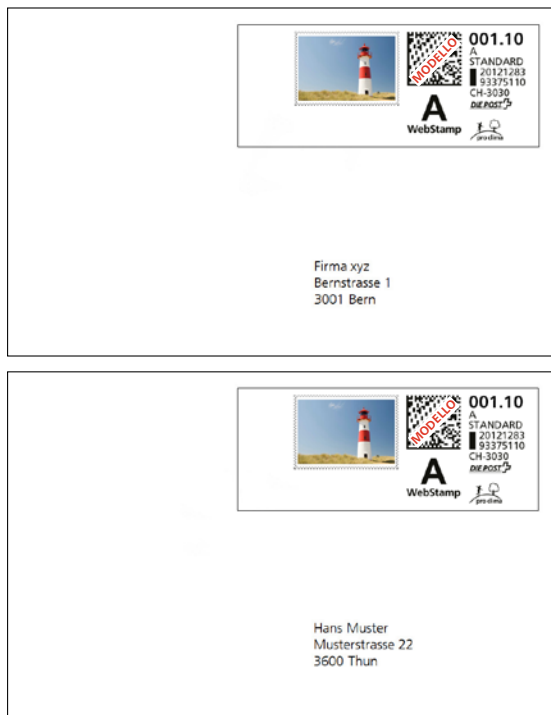 MODELLO
001.10
A
STANDARD
20121283
93375110
CH-3030
DIE POST
A
WebStamp
pro clima
Firma xyz
Bernstrasse 1
3001 Bern
MODELLO
001.10
A
STANDARD
20121283
93375110
CH-3030
DIE POST
A
WebStamp
pro clima
Hans Muster
Musterstrasse 22
3600 Thun